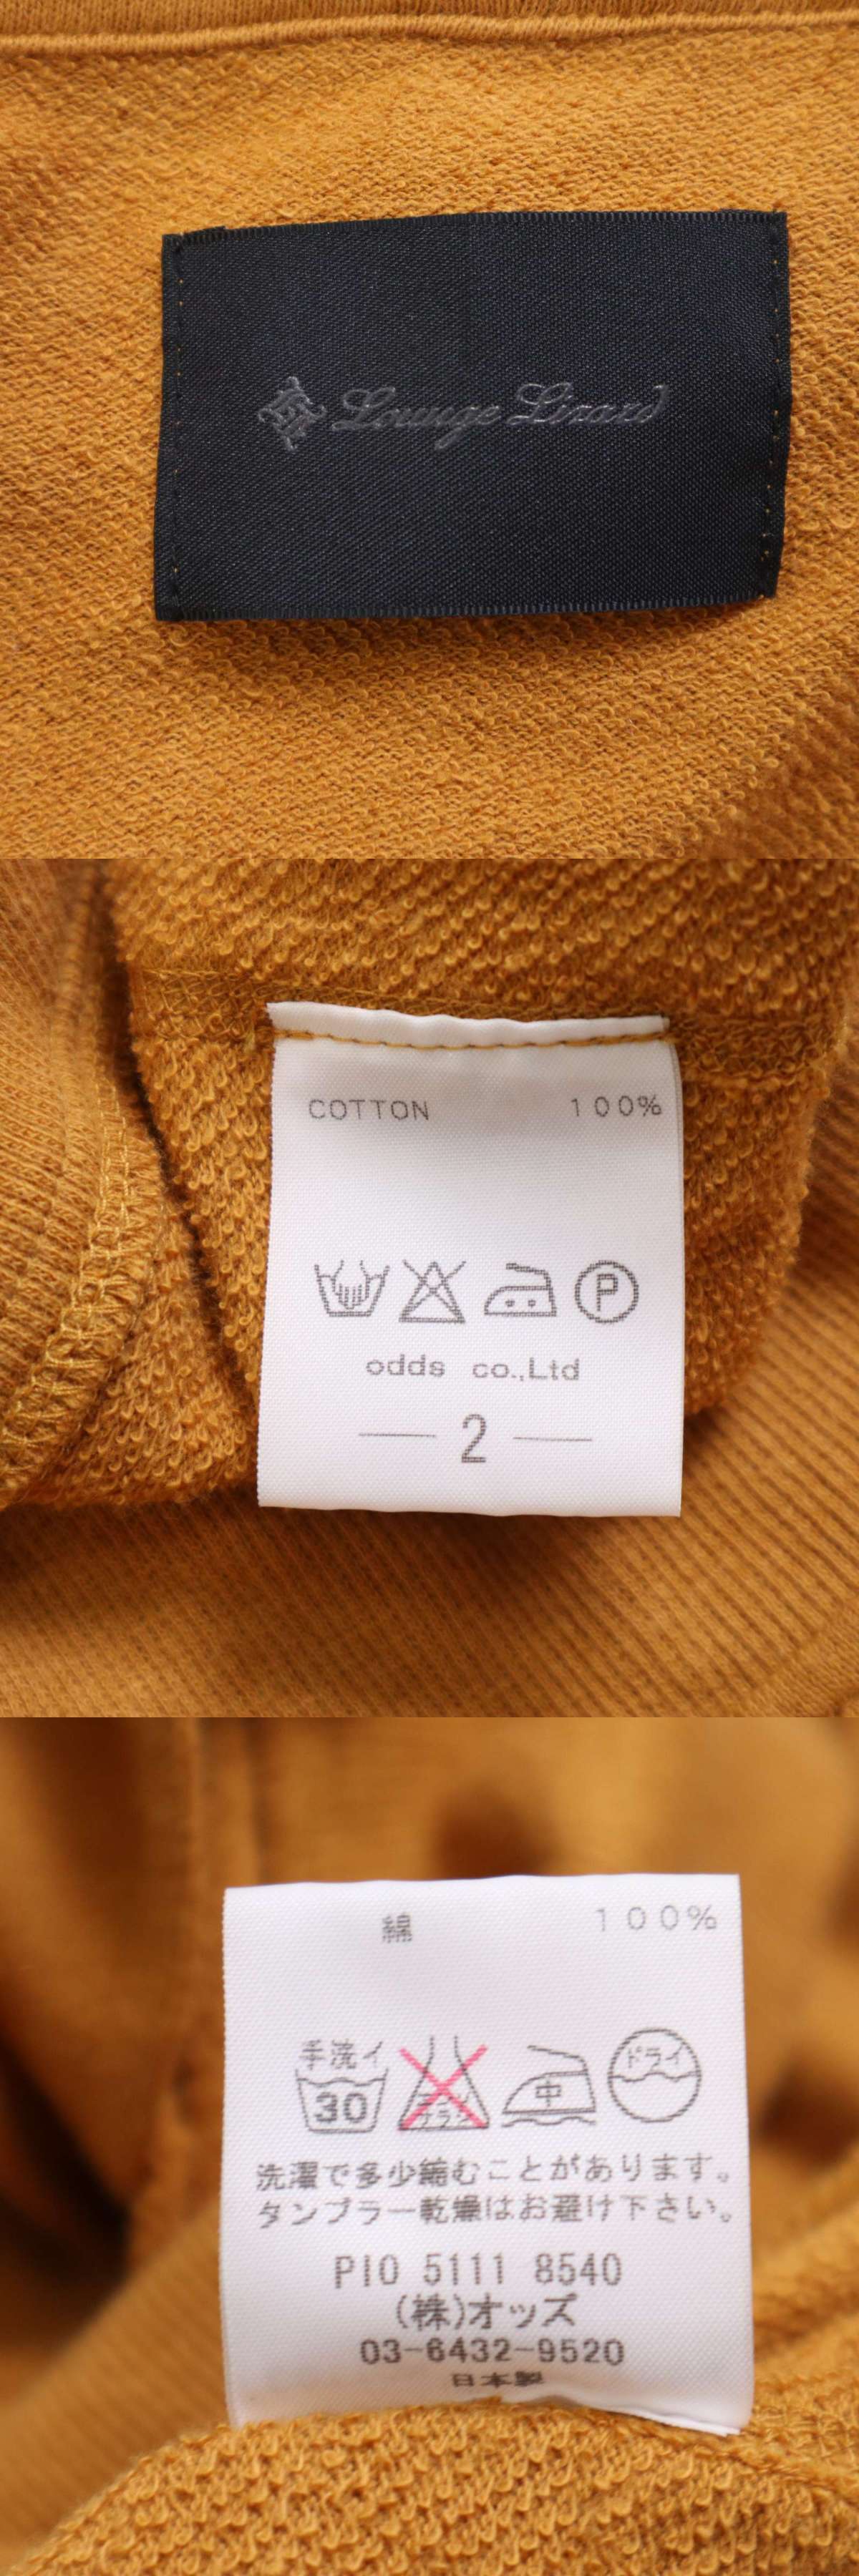 Lounge Lizard
COTTON 100%
P
odds co.,Ltd
2
綿 100%
手洗イ
30
中
ドライ
洗濯で多少縮むことがあります。
タンブラー乾燥はお避け下さい。
PIO 5111 8540
(株)オッズ
03-6432-9520
日本製